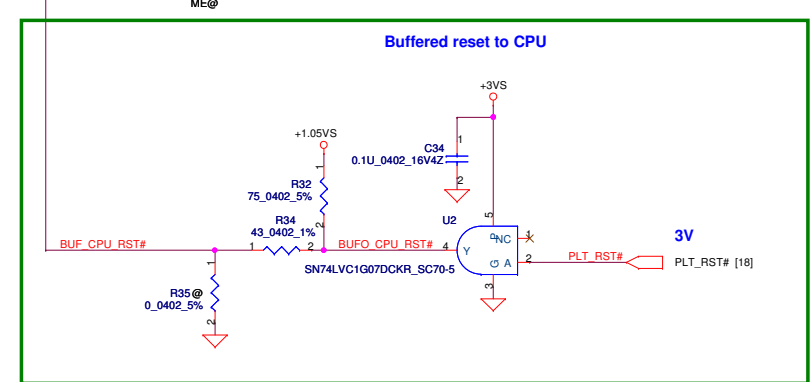 ME@
Buffered reset to CPU
+3VS
+1.05VS
1
C34
0.1U_0402_16V4Z
2
1
R32
75_0402_5%
2
R34
43_0402_1%
U2
5
P
NC
1
3V
BUF_CPU_RST#
1
2
BUFO_CPU_RST#
4
Y
G
A
2
PLT_RST#
PLT_RST# [18]
SN74LVC1G07DCKR_SC70-5
3
1
R35@
0_0402_5%
2